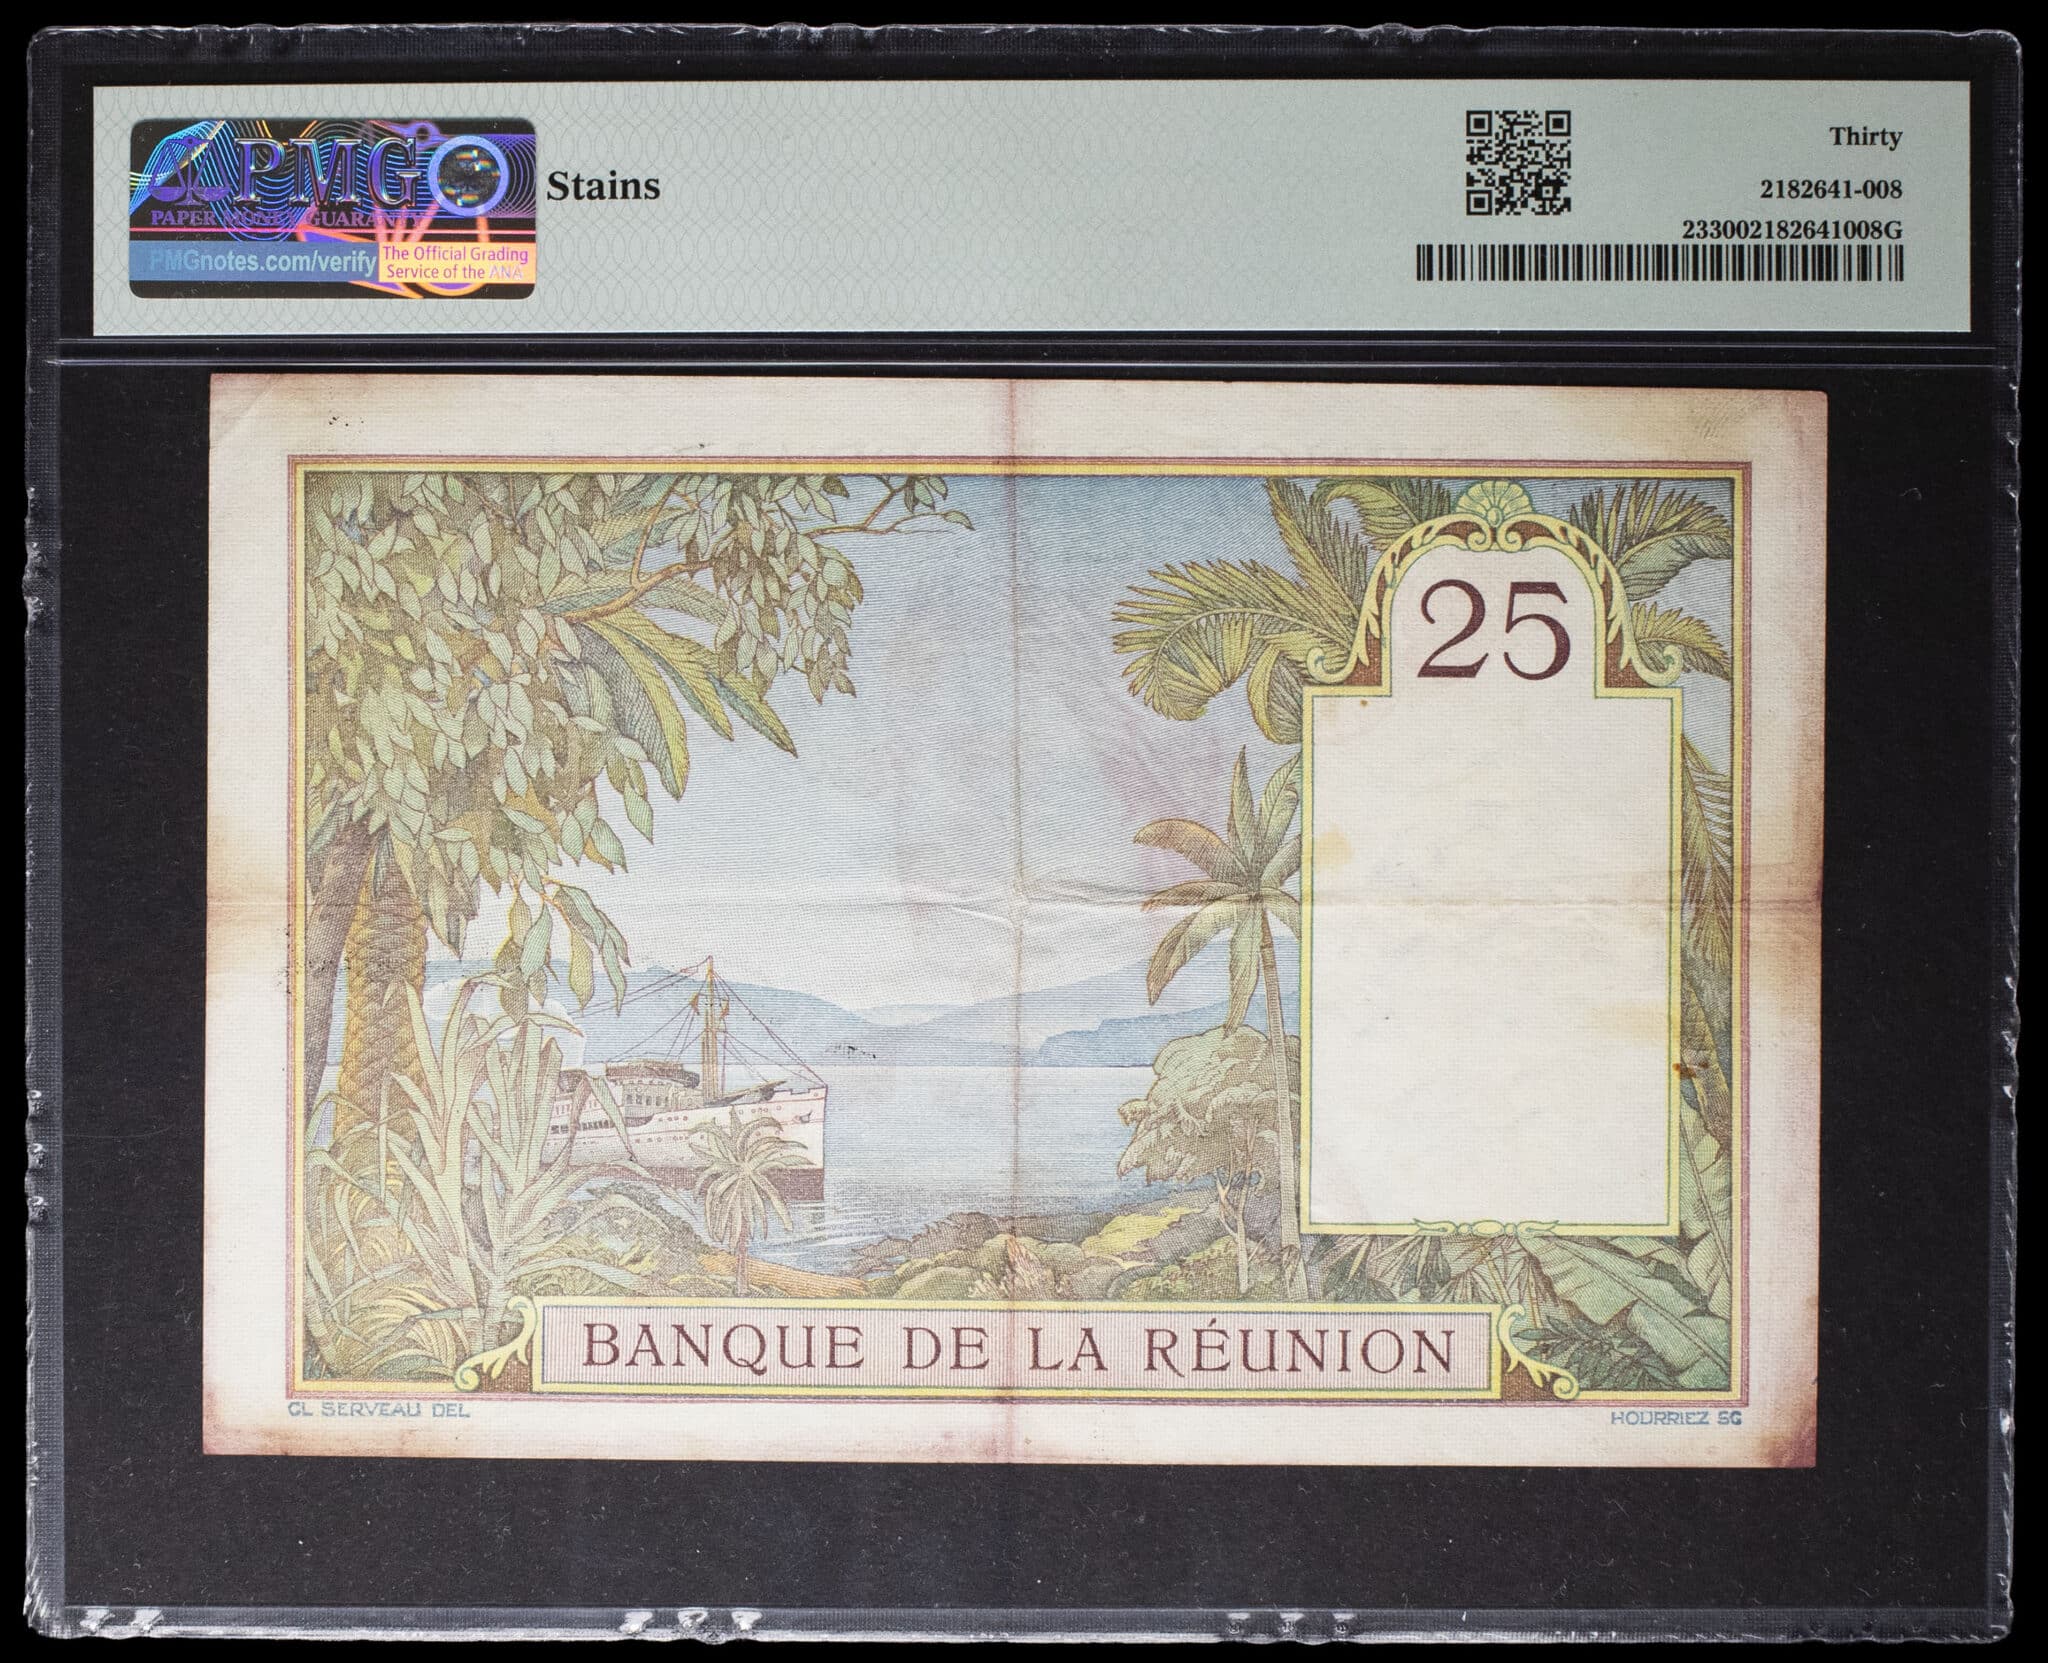 PMG
PAPER MONEY GUARANTY
PMGnotes.com/verify
The Official Grading
Service of the ANA
Stains
Thirty
2182641-008
233002182641008G
25
BANQUE DE LA RÉUNION
CL SERVEAU DEL
HOURRIEZ SC